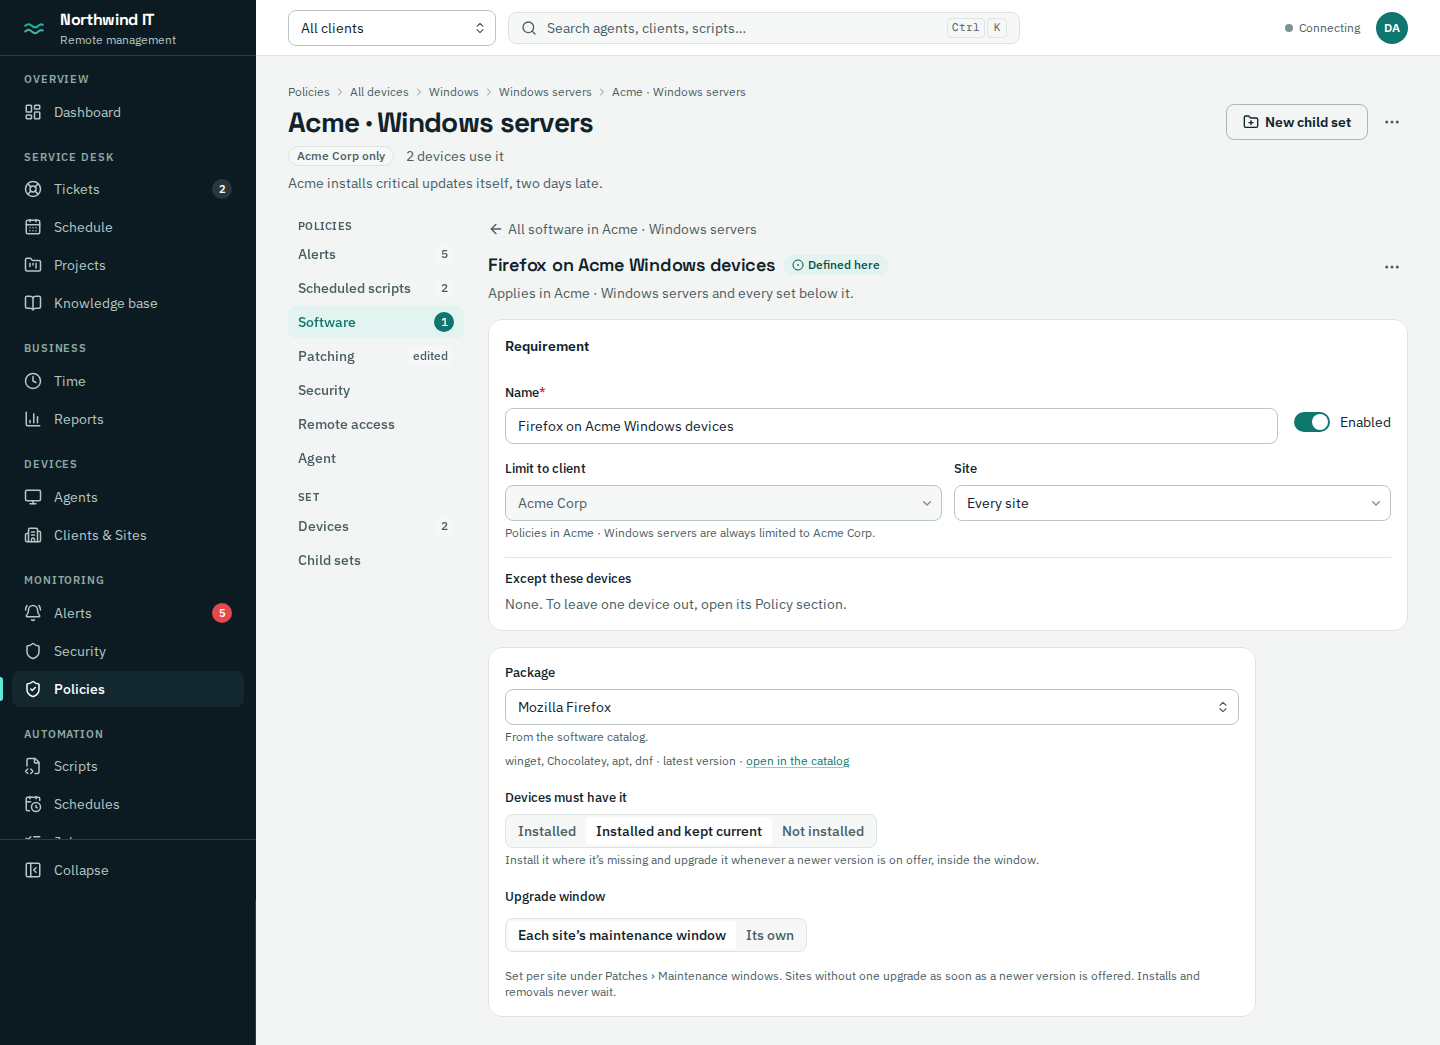 Northwind IT
Remote management
OVERVIEW
Dashboard
SERVICE DESK
Tickets 2
Schedule
Projects
Knowledge base
BUSINESS
Time
Reports
DEVICES
Agents
Clients & Sites
MONITORING
Alerts 5
Security
Policies
AUTOMATION
Scripts
Schedules
Collapse
All clients
Search agents, clients, scripts... Ctrl K
Connecting
DA
Policies > All devices > Windows > Windows servers > Acme · Windows servers
Acme · Windows servers
New child set
Acme Corp only 2 devices use it
Acme installs critical updates itself, two days late.
POLICIES
Alerts 5
Scheduled scripts 2
Software 1
Patching edited
Security
Remote access
Agent
SET
Devices 2
Child sets
All software in Acme · Windows servers
Firefox on Acme Windows devices Defined here
Applies in Acme · Windows servers and every set below it.
Requirement
Name*
Firefox on Acme Windows devices
Enabled
Limit to client
Site
Acme Corp
Every site
Policies in Acme · Windows servers are always limited to Acme Corp.
Except these devices
None. To leave one device out, open its Policy section.
Package
Mozilla Firefox
From the software catalog.
winget, Chocolatey, apt, dnf · latest version · open in the catalog
Devices must have it
Installed Installed and kept current Not installed
Install it where it's missing and upgrade it whenever a newer version is on offer, inside the window.
Upgrade window
Each site's maintenance window Its own
Set per site under Patches › Maintenance windows. Sites without one upgrade as soon as a newer version is offered. Installs and
removals never wait.